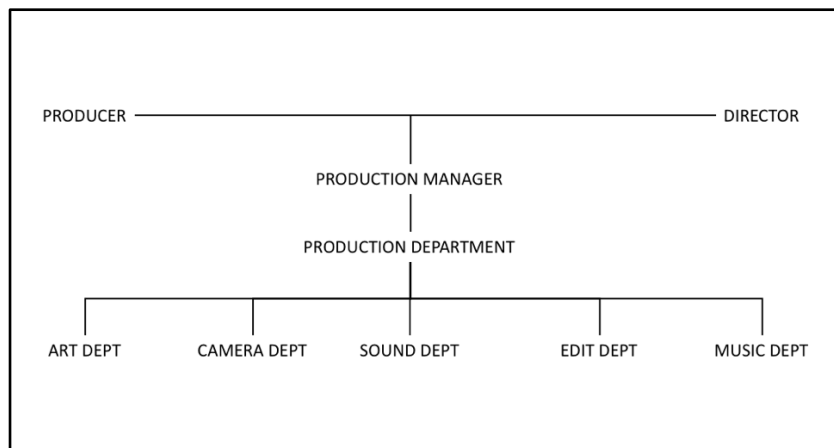 PRODUCER DIRECTOR
PRODUCTION MANAGER
PRODUCTION DEPARTMENT
ART DEPT CAMERA DEPT SOUND DEPT EDIT DEPT MUSIC DEPT